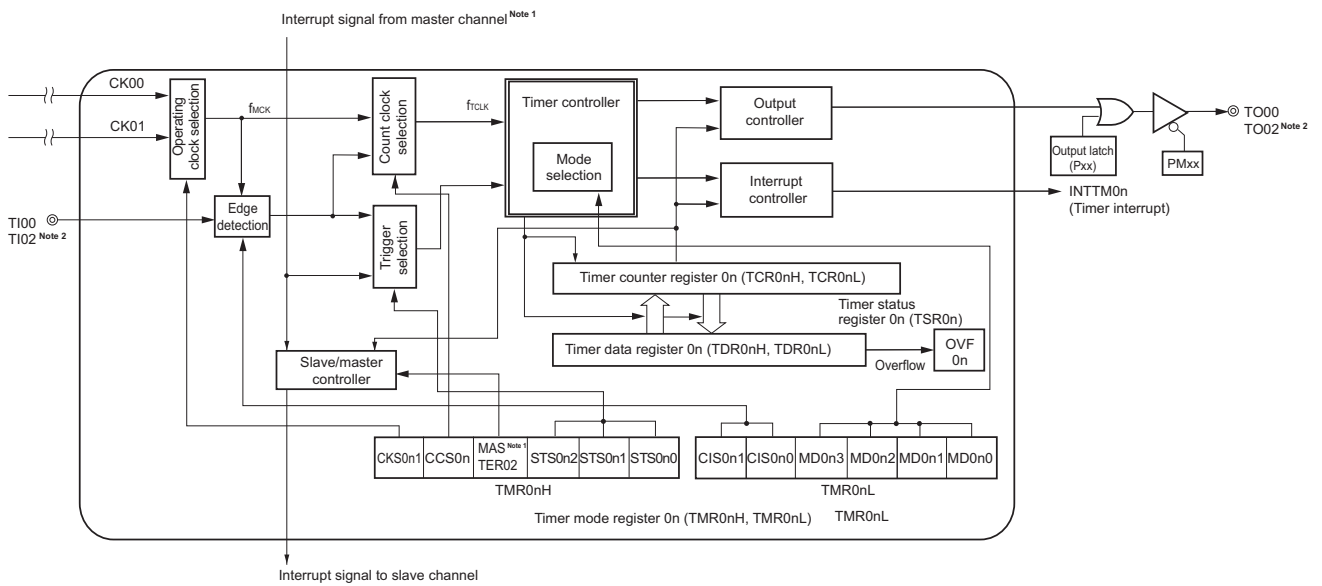 Interrupt signal from master channel Note 1
CK00
CK01
Operating clock selection
fMCK
Count clock selection
fTCLK
Timer controller
Mode selection
Output controller
Interrupt controller
Output latch (Pxx)
PMxx
TO00
TO02 Note 2
INTTM0n
(Timer interrupt)
TI00
TI02 Note 2
Edge detection
Trigger selection
Timer counter register 0n (TCR0nH, TCR0nL)
Timer status register 0n (TSR0n)
Timer data register 0n (TDR0nH, TDR0nL)
Overflow
OVF 0n
Slave/master controller
CKS0n1 CCS0n MAS Note 1 TER02 STS0n2 STS0n1 STS0n0
TMR0nH
CIS0n1 CIS0n0 MD0n3 MD0n2 MD0n1 MD0n0
TMR0nL
Timer mode register 0n (TMR0nH, TMR0nL)
TMR0nL
Interrupt signal to slave channel